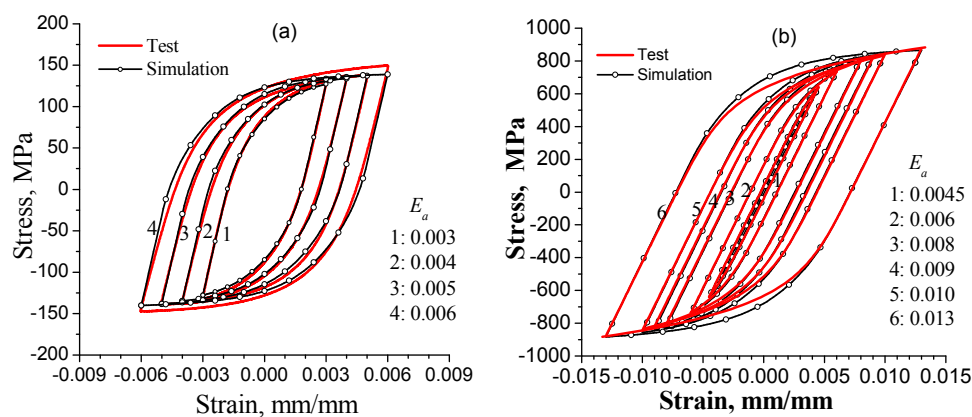 (a)
Test
Simulation
200
150
100
50
0
-50
-100
-150
-200
Stress, MPa
4
3
2
1
E_a
1: 0.003
2: 0.004
3: 0.005
4: 0.006
-0.009 -0.006 -0.003 0.000 0.003 0.006 0.009
Strain, mm/mm
(b)
Test
Simulation
1000
800
600
400
200
0
-200
-400
-600
-800
-1000
Stress, MPa
6
5
4
3
2
1
E_a
1: 0.0045
2: 0.006
3: 0.008
4: 0.009
5: 0.010
6: 0.013
-0.015 -0.010 -0.005 0.000 0.005 0.010 0.015
Strain, mm/mm